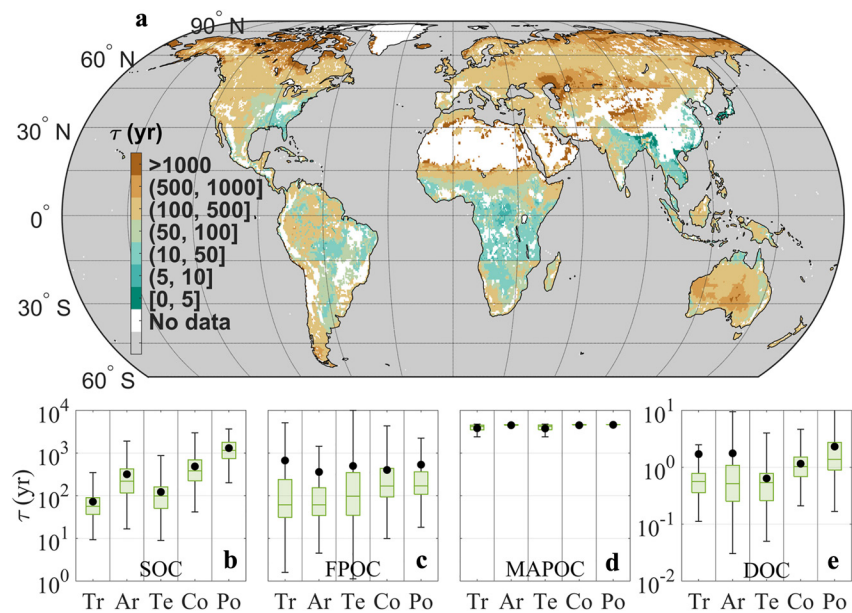 a
90° N
60° N
30° N
0°
30° S
60° S
τ (yr)
>1000
(500, 1000]
(100, 500]
(50, 100]
(10, 50]
(5, 10]
[0, 5]
No data
τ (yr)
10⁴
10³
10²
10¹
10⁰
SOC b
Tr Ar Te Co Po
FPOC c
Tr Ar Te Co Po
MAPOC d
Tr Ar Te Co Po
10¹
10⁰
10⁻¹
10⁻²
DOC e
Tr Ar Te Co Po